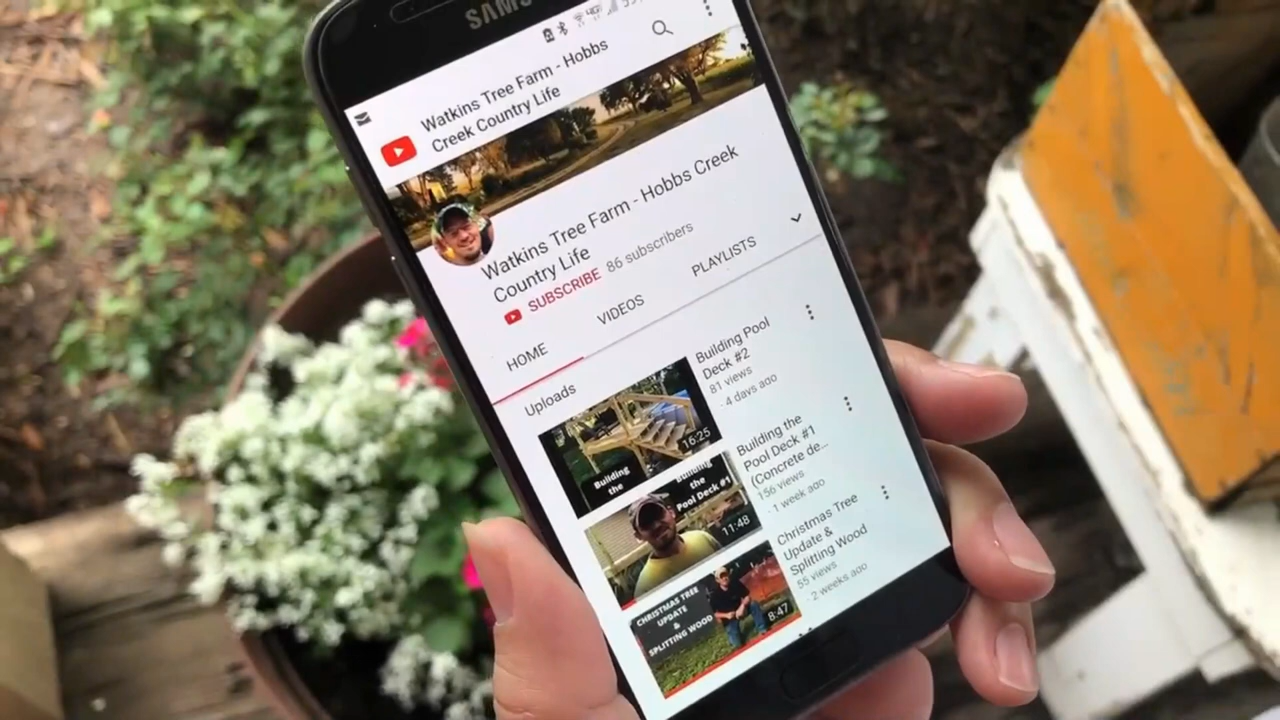 Watkins Tree Farm - Hobbs
Creek Country Life
Watkins Tree Farm - Hobbs Creek
Country Life
SUBSCRIBE 86 subscribers
HOME VIDEOS PLAYLISTS
Uploads
Building Pool
Deck #2
81 views
· 4 days ago
Building
the
16:25
Building the
Pool Deck #1
(Concrete de...
156 views
· 1 week ago
Building
the
Pool Deck #1
11:48
Christmas Tree
Update &
Splitting Wood
55 views
· 2 weeks ago
CHRISTMAS TREE
UPDATE
&
SPLITTING WOOD
8:47